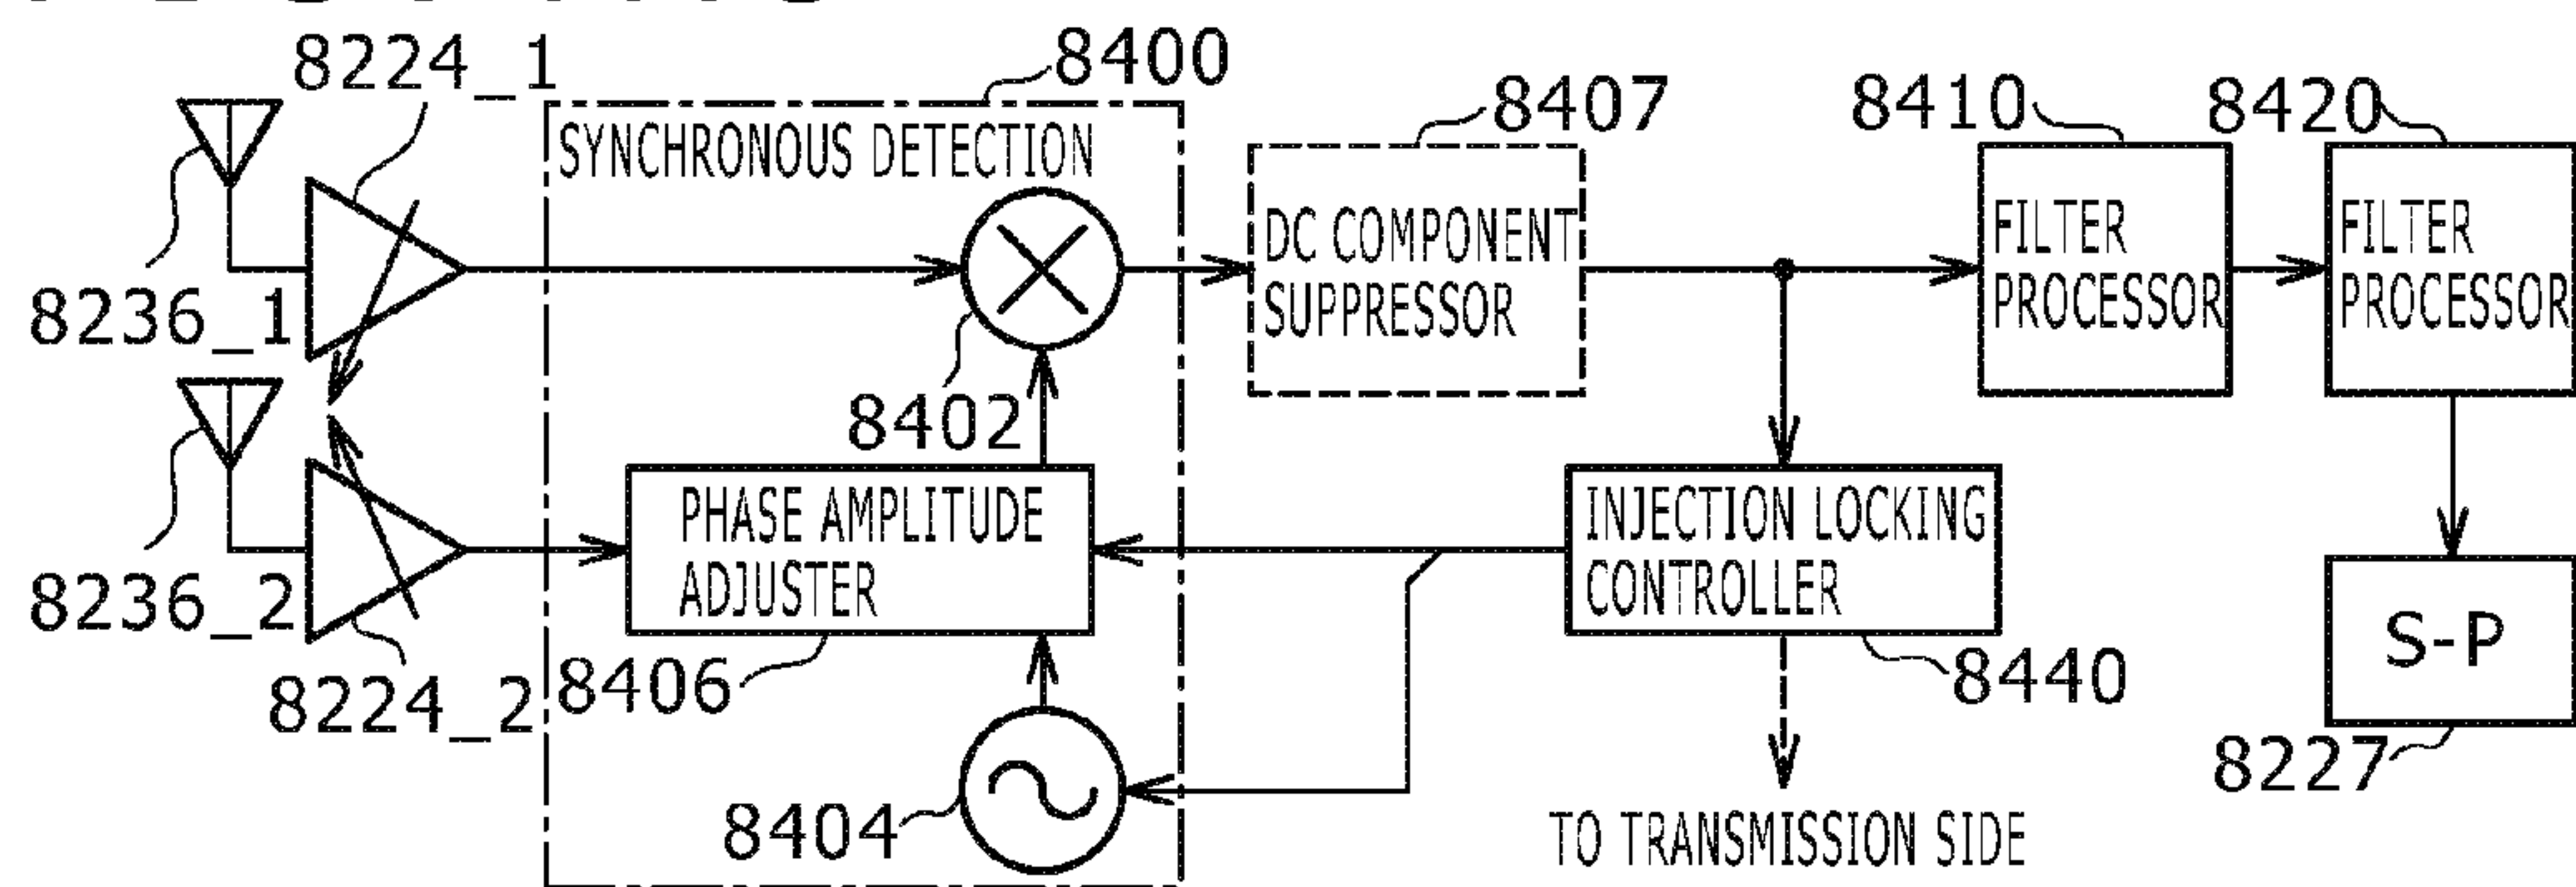 8224_1
8400
8407
8410
8420
SYNCHRONOUS DETECTION
DC COMPONENT
SUPPRESSOR
FILTER
PROCESSOR
FILTER
PROCESSOR
8236_1
8402
PHASE AMPLITUDE
ADJUSTER
INJECTION LOCKING
CONTROLLER
8236_2
8224_2
8406
8440
S-P
8227
8404
TO TRANSMISSION SIDE